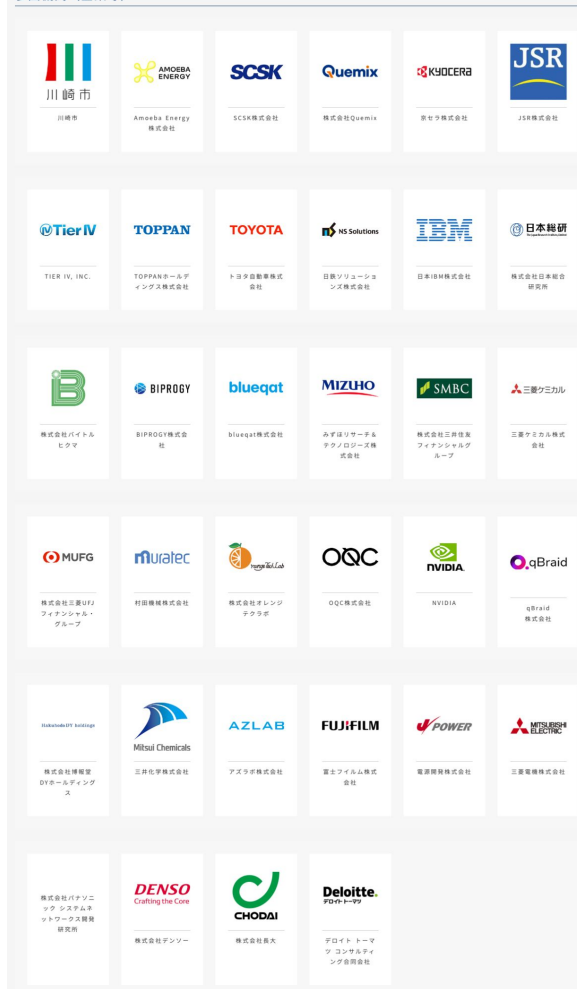 川崎市
川崎市
AMOEBA
ENERGY
Amoeba Energy
株式会社
SCSK
SCSK株式会社
Quemix
株式会社Quemix
KYOCERA
京セラ株式会社
JSR
JSR株式会社
TIER IV
TIER IV, INC.
TOPPAN
TOPPANホールデ
ィングス株式会社
TOYOTA
トヨタ自動車株式
会社
NS Solutions
日鉄ソリューショ
ンズ株式会社
IBM
日本IBM株式会社
日本総研
株式会社日本総合
研究所
株式会社バイトル
ヒクマ
BIPROGY
BIPROGY株式会
社
blueqat
blueqat株式会社
MIZUHO
みずほリサーチ&
テクノロジーズ株
式会社
SMBC
株式会社三井住友
フィナンシャルグ
ループ
三菱ケミカル
三菱ケミカル株式
会社
MUFG
株式会社三菱UFJ
フィナンシャル・
グループ
muratec
村田機械株式会社
Orange Tech Lab
株式会社オレンジ
テクラボ
OQC
OQC株式会社
NVIDIA
NVIDIA
qBraid
qBraid
株式会社
Hakuhodo DY holdings
株式会社博報堂
DYホールディング
ス
Mitsui Chemicals
三井化学株式会社
AZLAB
アズラボ株式会社
FUJIFILM
富士フイルム株式
会社
POWER
電源開発株式会社
MITSUBISHI
ELECTRIC
三菱電機株式会社
株式会社パナソニ
ック システムネ
ットワークス開発
研究所
DENSO
Crafting the Core
株式会社デンソー
CHODAI
株式会社長大
Deloitte.
デロイト トーマツ
デロイト トーマ
ツ コンサルティ
ング合同会社